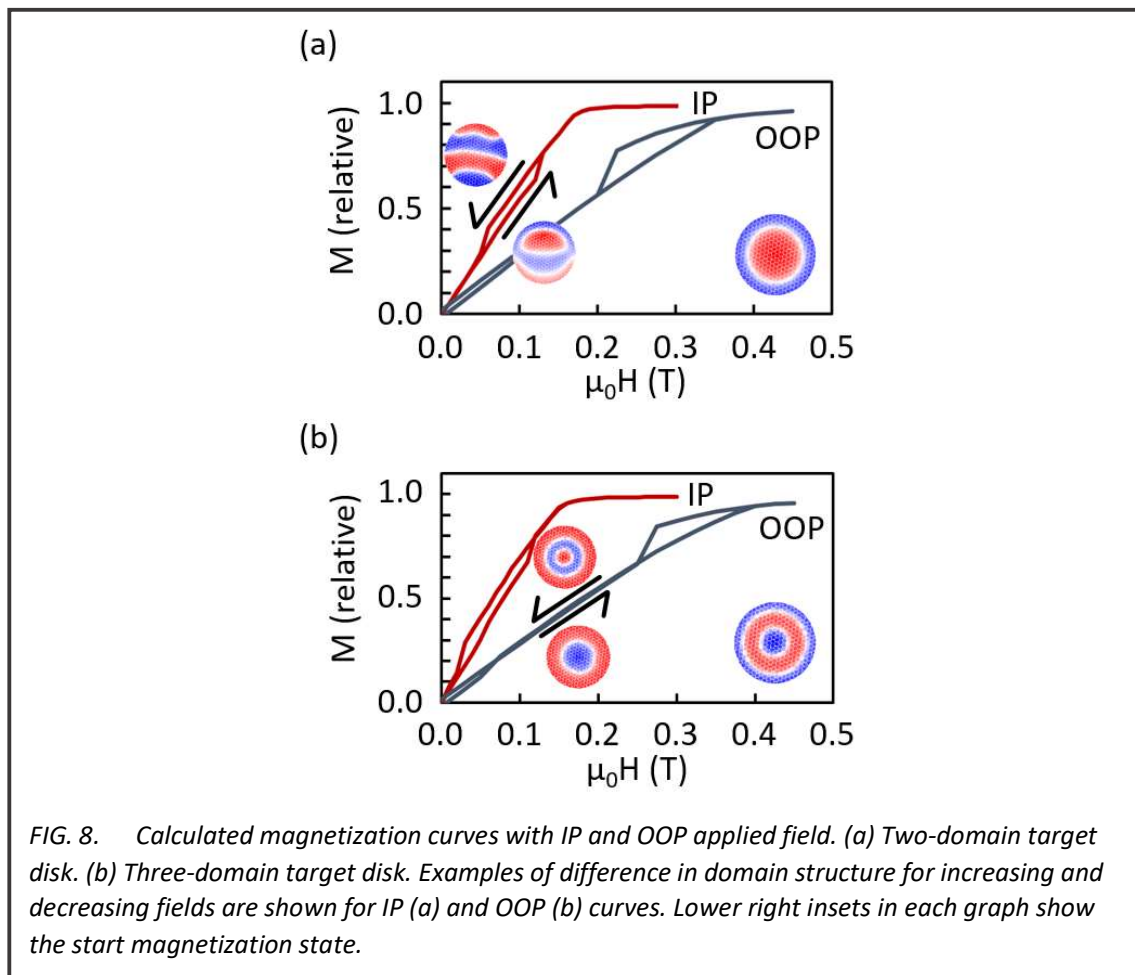 (a)
1.0
IP
OOP
M (relative)
0.5
0.0
0.0 0.1 0.2 0.3 0.4 0.5
μ₀H (T)
(b)
1.0
IP
OOP
M (relative)
0.5
0.0
0.0 0.1 0.2 0.3 0.4 0.5
μ₀H (T)
FIG. 8. Calculated magnetization curves with IP and OOP applied field. (a) Two-domain target
disk. (b) Three-domain target disk. Examples of difference in domain structure for increasing and
decreasing fields are shown for IP (a) and OOP (b) curves. Lower right insets in each graph show
the start magnetization state.